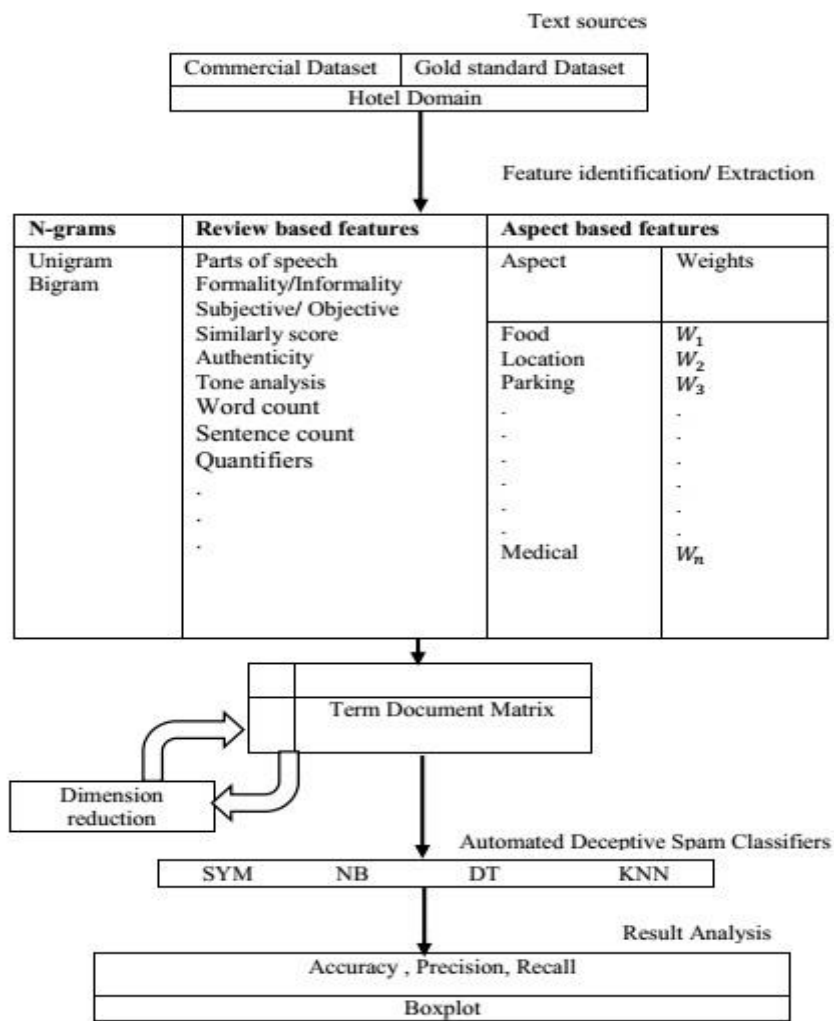 Text sources
Commercial Dataset Gold standard Dataset
Hotel Domain
Feature identification/ Extraction
N-grams Review based features Aspect based features
Unigram
Bigram
Parts of speech
Formality/Informality
Subjective/ Objective
Similarly score
Authenticity
Tone analysis
Word count
Sentence count
Quantifiers
.
.
.
Aspect Weights
Food W₁
Location W₂
Parking W₃
. .
. .
. .
. .
. .
. .
Medical Wₙ
Term Document Matrix
Dimension
reduction
Automated Deceptive Spam Classifiers
SYM NB DT KNN
Result Analysis
Accuracy , Precision, Recall
Boxplot